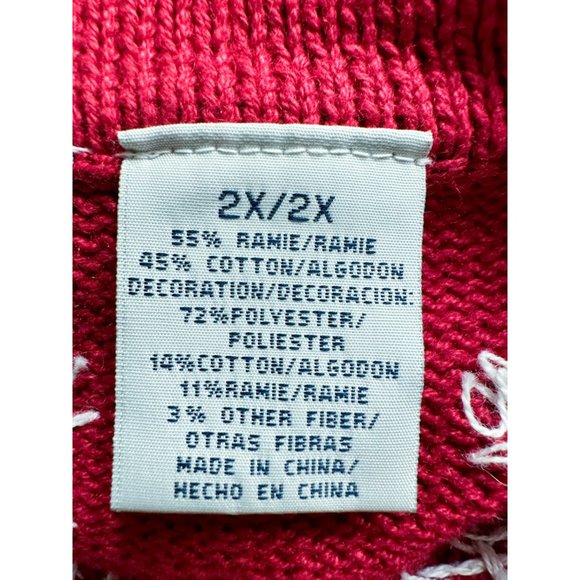 2X/2X
55% RAMIE/RAMIE
45% COTTON/ALGODON
DECORATION/DECORACION:
72%POLYESTER/
POLIESTER
14%COTTON/ALGODON
11%RAMIE/RAMIE
3% OTHER FIBER/
OTRAS FIBRAS
MADE IN CHINA/
HECHO EN CHINA